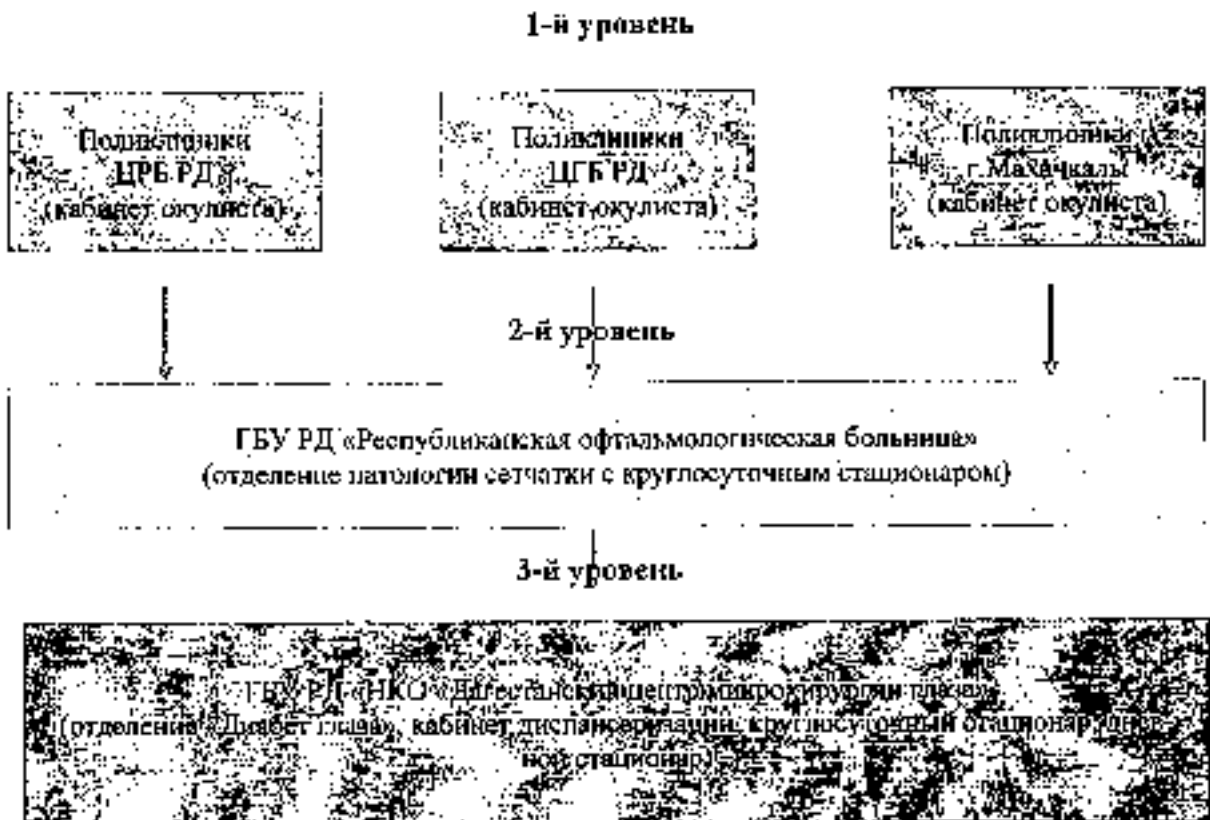 1-й уровень
Поликлиники
ЦРБ РД
(кабинет окулиста)
Поликлиники
ЦГБ РД
(кабинет окулиста)
Поликлиники
г. Махачкалы
(кабинет окулиста)
2-й уровень
ГБУ РД «Республиканская офтальмологическая больница»
(отделение патологии сетчатки с круглосуточным стационаром)
3-й уровень
ГБУ РД «НКО «Дагестанский центр микрохирургии глаза»
(отделение «Диабет глаза», кабинет диспансеризации, круглосуточный стационар, днев-
ной стационар)